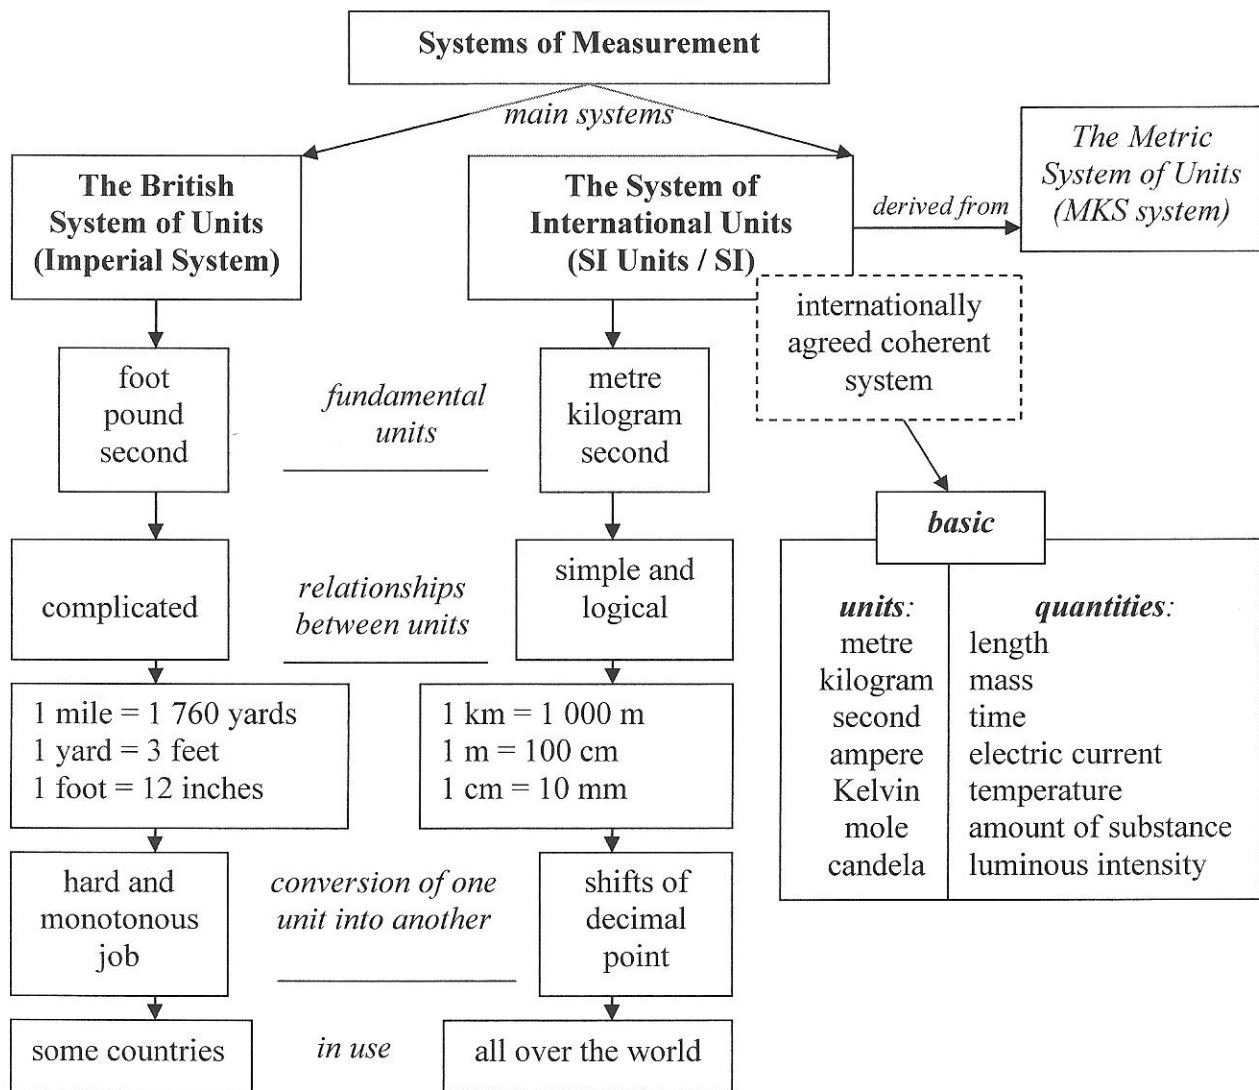 Systems of Measurement
main systems
The British
System of Units
(Imperial System)
The System of
International Units
(SI Units / SI)
derived from
The Metric
System of Units
(MKS system)
internationally
agreed coherent
system
foot
pound
second
fundamental
units
metre
kilogram
second
basic
complicated
relationships
between units
simple and
logical
units:
metre
kilogram
second
ampere
Kelvin
mole
candela
quantities:
length
mass
time
electric current
temperature
amount of substance
luminous intensity
1 mile = 1 760 yards
1 yard = 3 feet
1 foot = 12 inches
1 km = 1 000 m
1 m = 100 cm
1 cm = 10 mm
hard and
monotonous
job
conversion of one
unit into another
shifts of
decimal
point
some countries
in use
all over the world